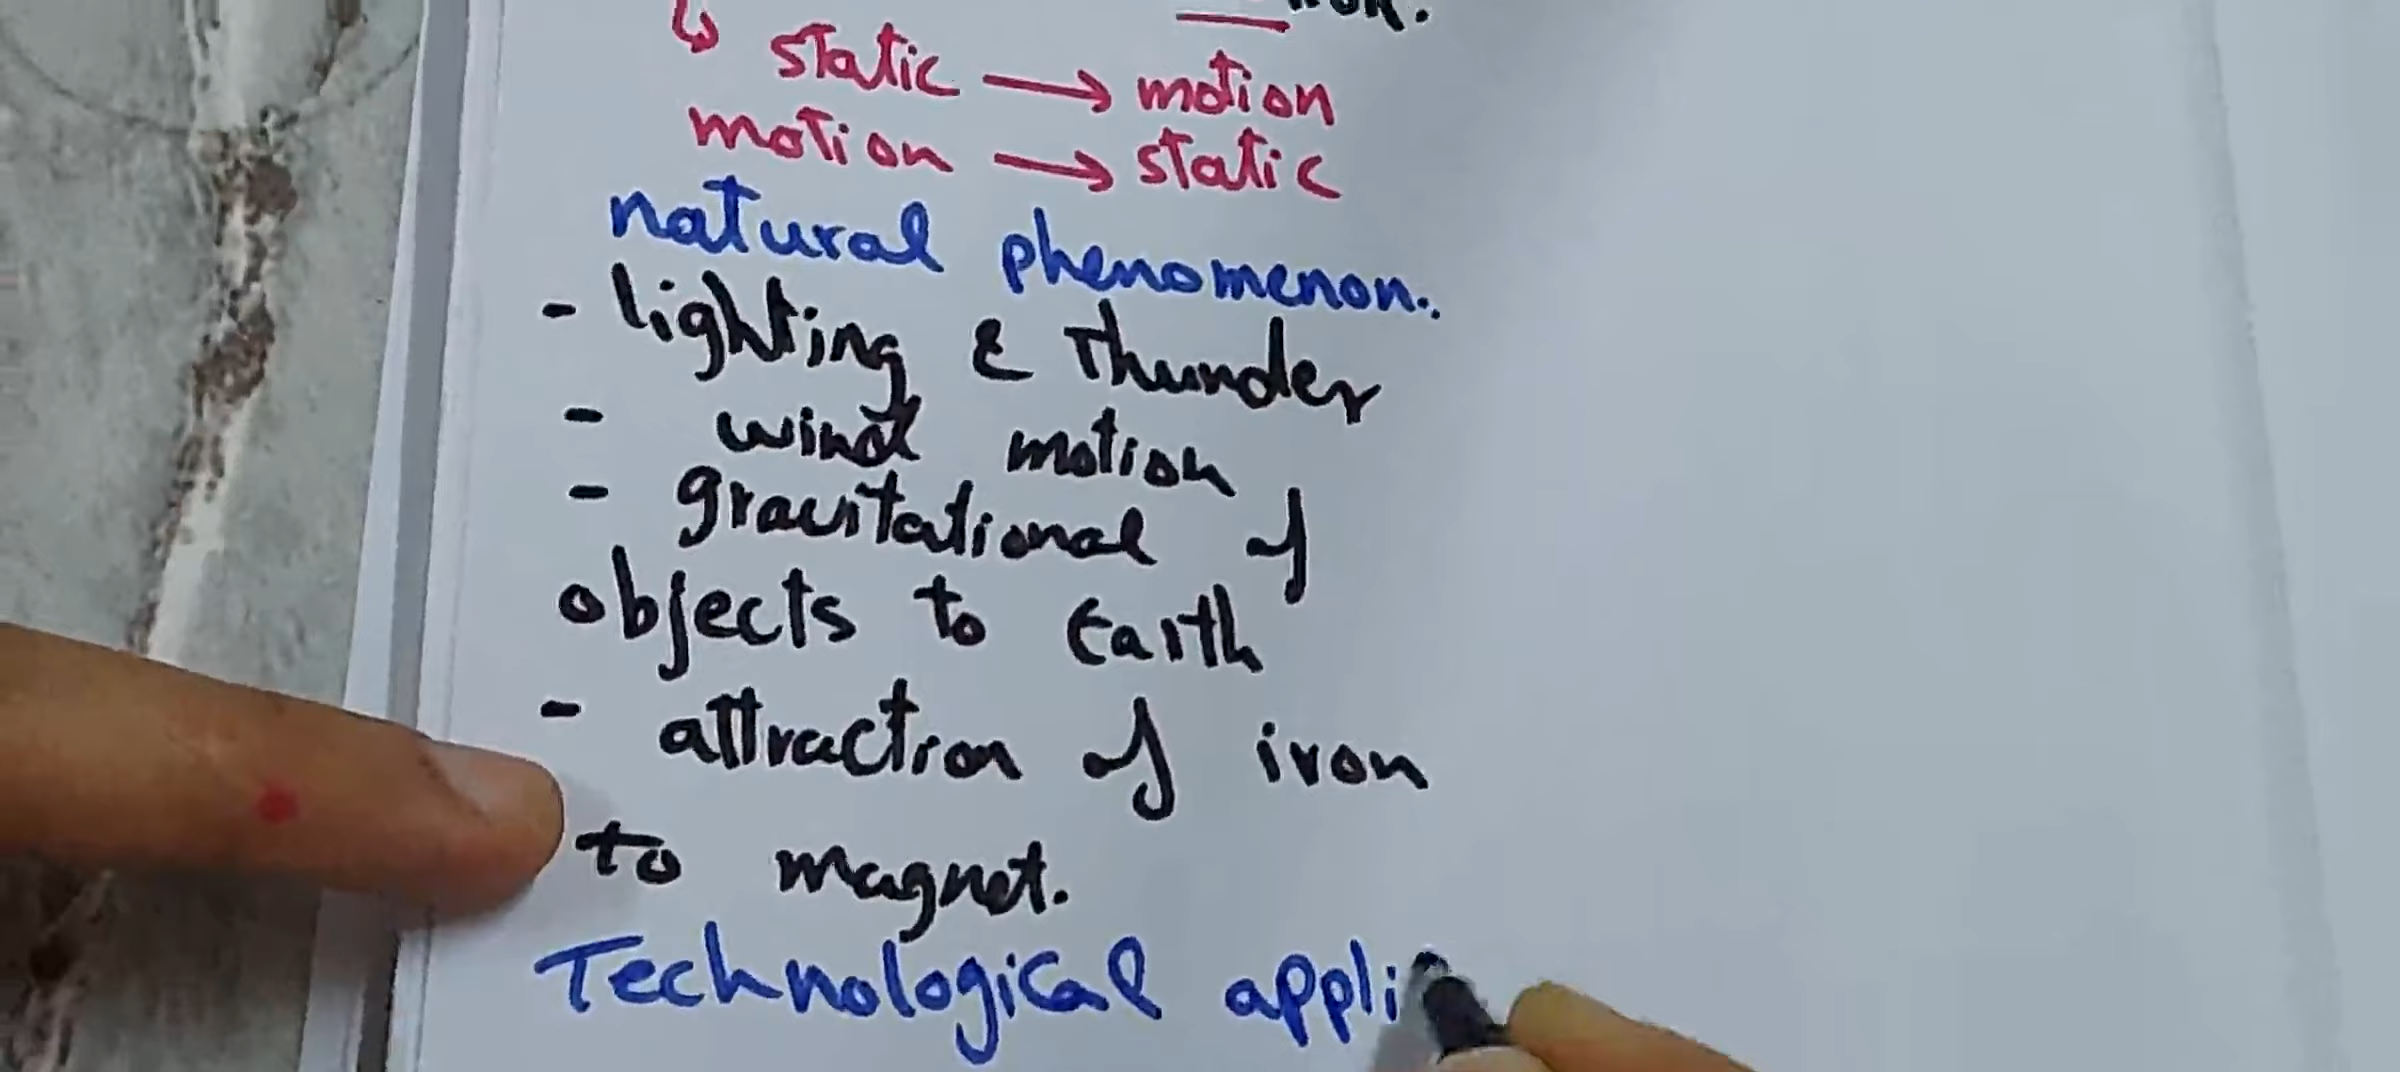 ↳ static → motion
motion → static
natural phenomenon:
- lighting & thunder
- wind motion
- gravitational of
objects to Earth
- attraction of iron
to magnet.
Technological appli